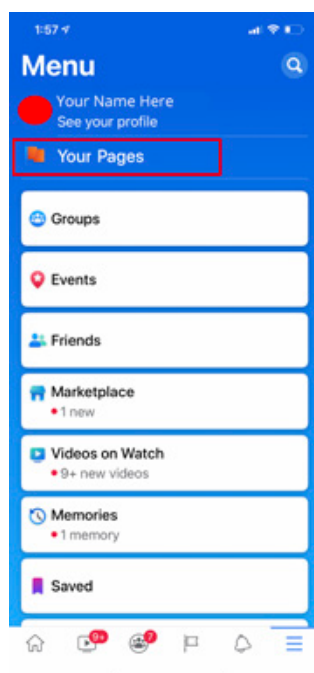 1:57
Menu
Your Name Here
See your profile
Your Pages
Groups
Events
Friends
Marketplace
1 new
Videos on Watch
9+ new videos
Memories
1 memory
Saved
9+
7